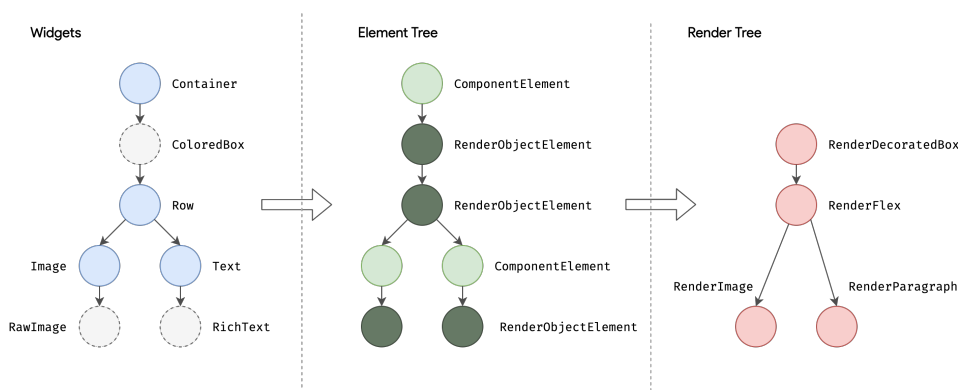 Widgets
Element Tree
Render Tree
Container
ComponentElement
ColoredBox
RenderObjectElement
RenderDecoratedBox
Row
RenderObjectElement
RenderFlex
Image
Text
ComponentElement
RenderImage
RenderParagraph
RawImage
RichText
RenderObjectElement